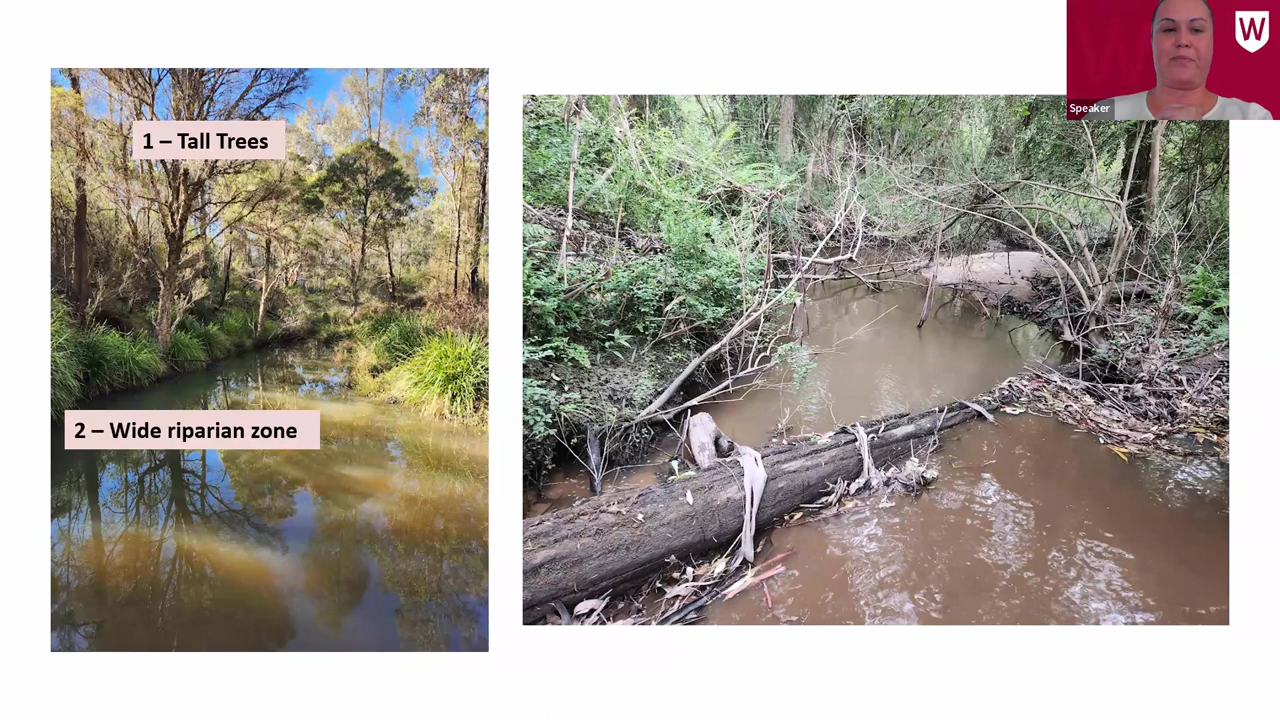 1 – Tall Trees
2 – Wide riparian zone
Speaker
W